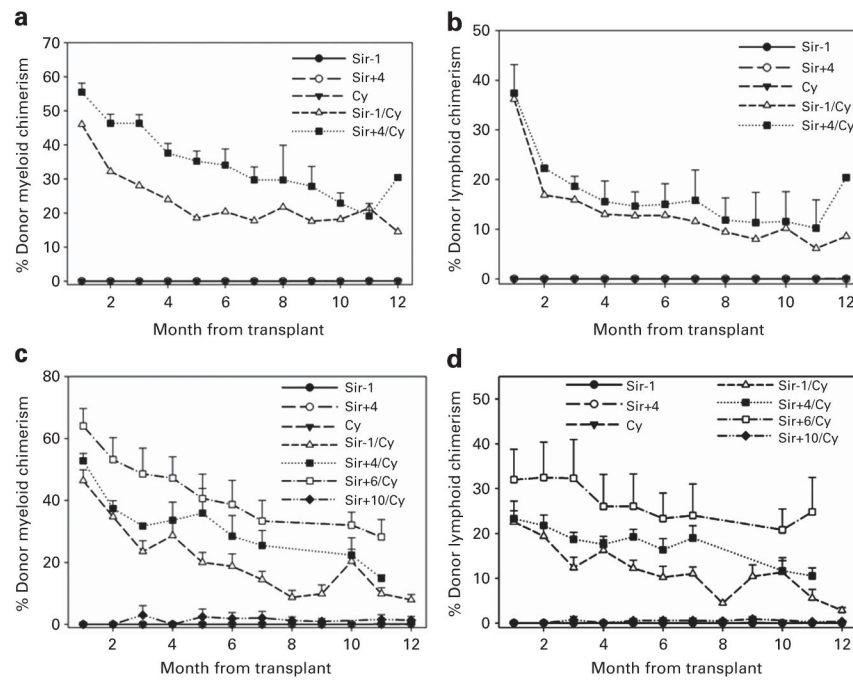 a
% Donor myeloid chimerism
70
60
50
40
30
20
10
0
2 4 6 8 10 12
Month from transplant
Sir-1
Sir+4
Cy
Sir-1/Cy
Sir+4/Cy
b
% Donor lymphoid chimerism
50
40
30
20
10
0
2 4 6 8 10 12
Month from transplant
Sir-1
Sir+4
Cy
Sir-1/Cy
Sir+4/Cy
c
% Donor myeloid chimerism
80
60
40
20
0
2 4 6 8 10 12
Month from transplant
Sir-1
Sir+4
Cy
Sir-1/Cy
Sir+4/Cy
Sir+6/Cy
Sir+10/Cy
d
% Donor lymphoid chimerism
50
40
30
20
10
0
2 4 6 8 10 12
Month from transplant
Sir-1
Sir+4
Cy
Sir-1/Cy
Sir+4/Cy
Sir+6/Cy
Sir+10/Cy